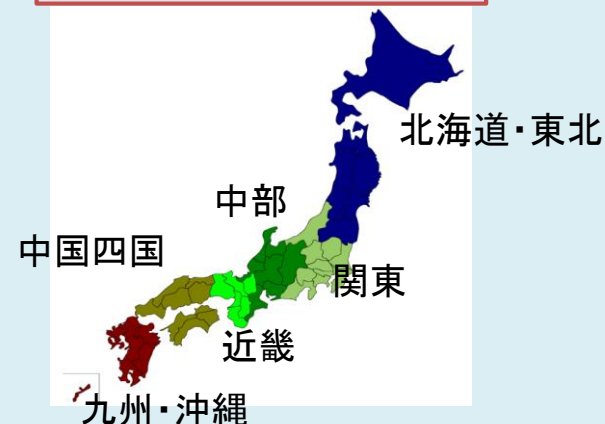 北海道・東北
中部
中国四国
関東
近畿
九州・沖縄